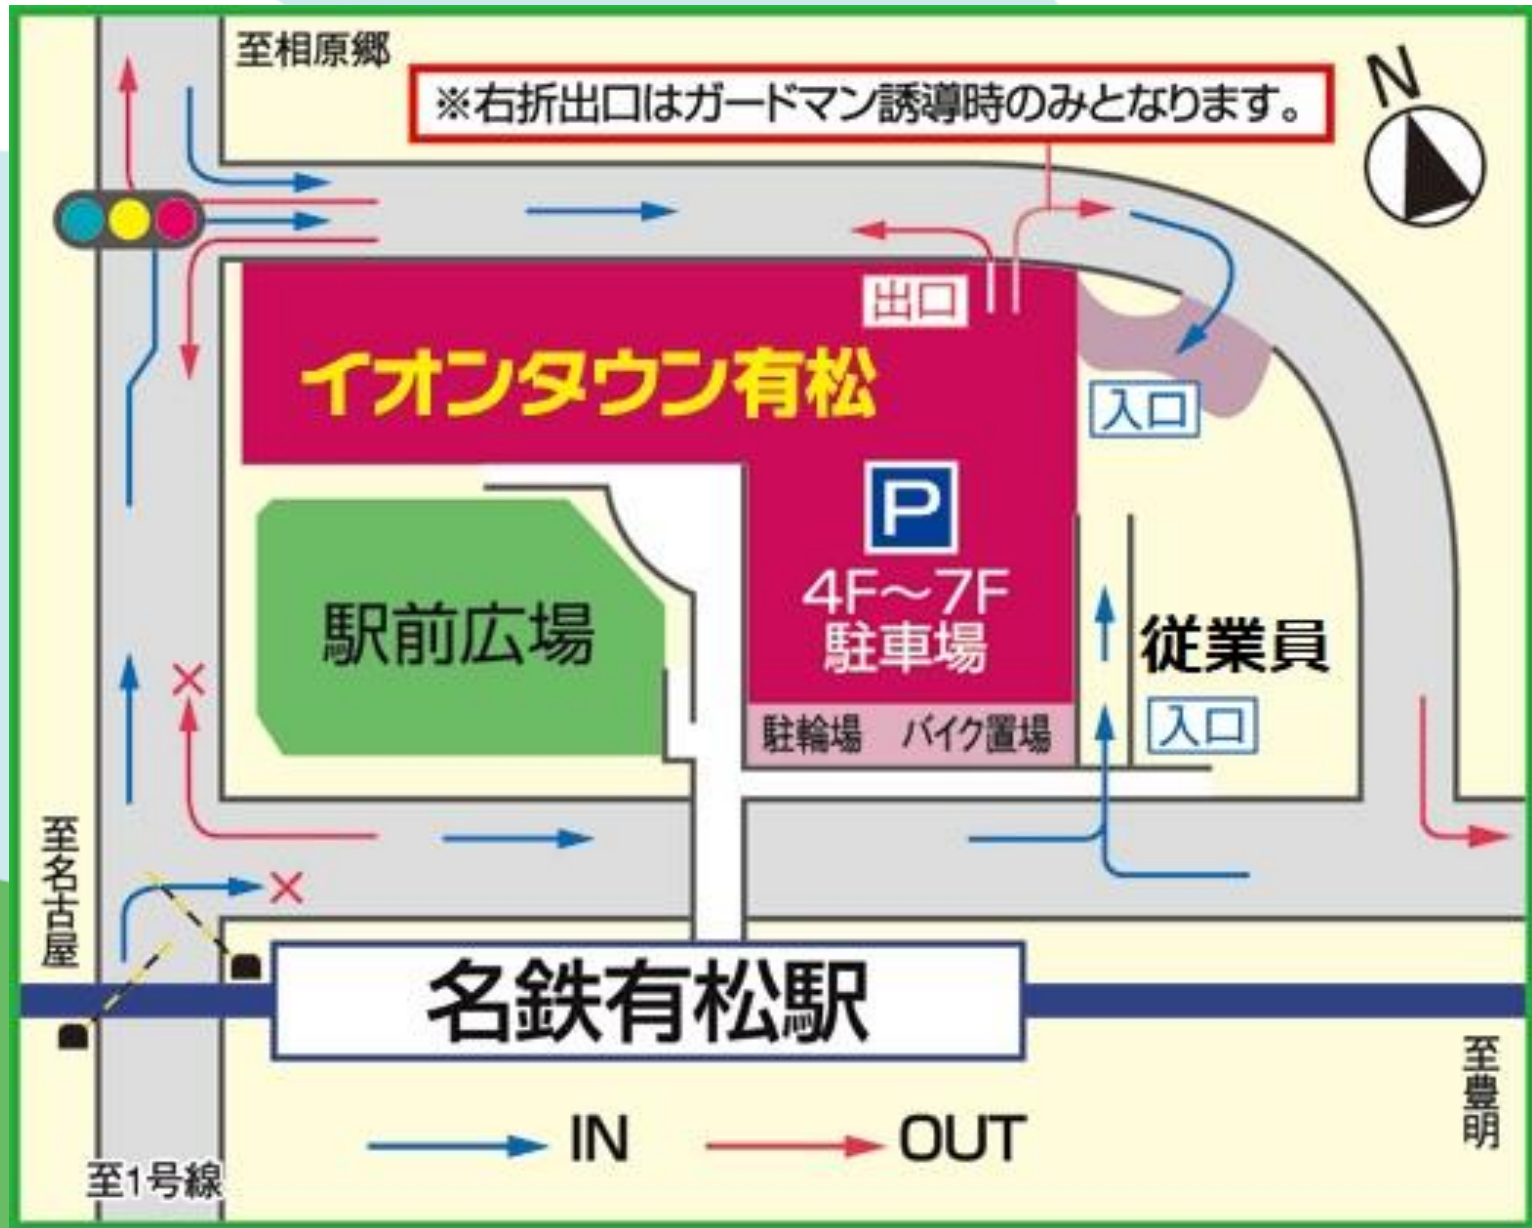 至相原郷
※右折出口はガードマン誘導時のみとなります。
N
出口
イオンタウン有松
入口
P
4F～7F
駐車場
駅前広場
従業員
入口
駐輪場 バイク置場
至名古屋
名鉄有松駅
至豊明
IN
OUT
至1号線